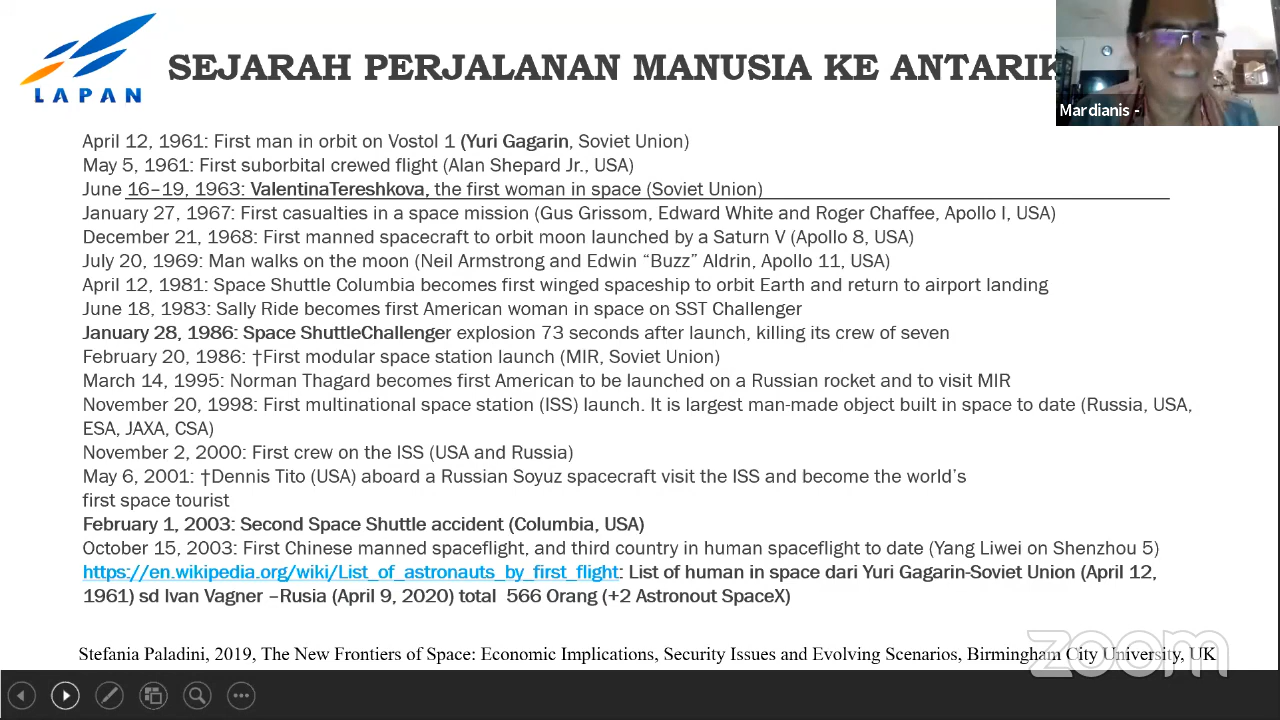 LAPAN
SEJARAH PERJALANAN MANUSIA KE ANTARIK
Mardianis -
April 12, 1961: First man in orbit on Vostol 1 (Yuri Gagarin, Soviet Union)
May 5, 1961: First suborbital crewed flight (Alan Shepard Jr., USA)
June 16–19, 1963: ValentinaTereshkova, the first woman in space (Soviet Union)
January 27, 1967: First casualties in a space mission (Gus Grissom, Edward White and Roger Chaffee, Apollo I, USA)
December 21, 1968: First manned spacecraft to orbit moon launched by a Saturn V (Apollo 8, USA)
July 20, 1969: Man walks on the moon (Neil Armstrong and Edwin “Buzz” Aldrin, Apollo 11, USA)
April 12, 1981: Space Shuttle Columbia becomes first winged spaceship to orbit Earth and return to airport landing
June 18, 1983: Sally Ride becomes first American woman in space on SST Challenger
January 28, 1986: Space ShuttleChallenger explosion 73 seconds after launch, killing its crew of seven
February 20, 1986: †First modular space station launch (MIR, Soviet Union)
March 14, 1995: Norman Thagard becomes first American to be launched on a Russian rocket and to visit MIR
November 20, 1998: First multinational space station (ISS) launch. It is largest man-made object built in space to date (Russia, USA,
ESA, JAXA, CSA)
November 2, 2000: First crew on the ISS (USA and Russia)
May 6, 2001: †Dennis Tito (USA) aboard a Russian Soyuz spacecraft visit the ISS and become the world’s
first space tourist
February 1, 2003: Second Space Shuttle accident (Columbia, USA)
October 15, 2003: First Chinese manned spaceflight, and third country in human spaceflight to date (Yang Liwei on Shenzhou 5)
https://en.wikipedia.org/wiki/List_of_astronauts_by_first_flight: List of human in space dari Yuri Gagarin-Soviet Union (April 12,
1961) sd Ivan Vagner –Rusia (April 9, 2020) total 566 Orang (+2 Astronout SpaceX)
Stefania Paladini, 2019, The New Frontiers of Space: Economic Implications, Security Issues and Evolving Scenarios, Birmingham City University, UK
zoom